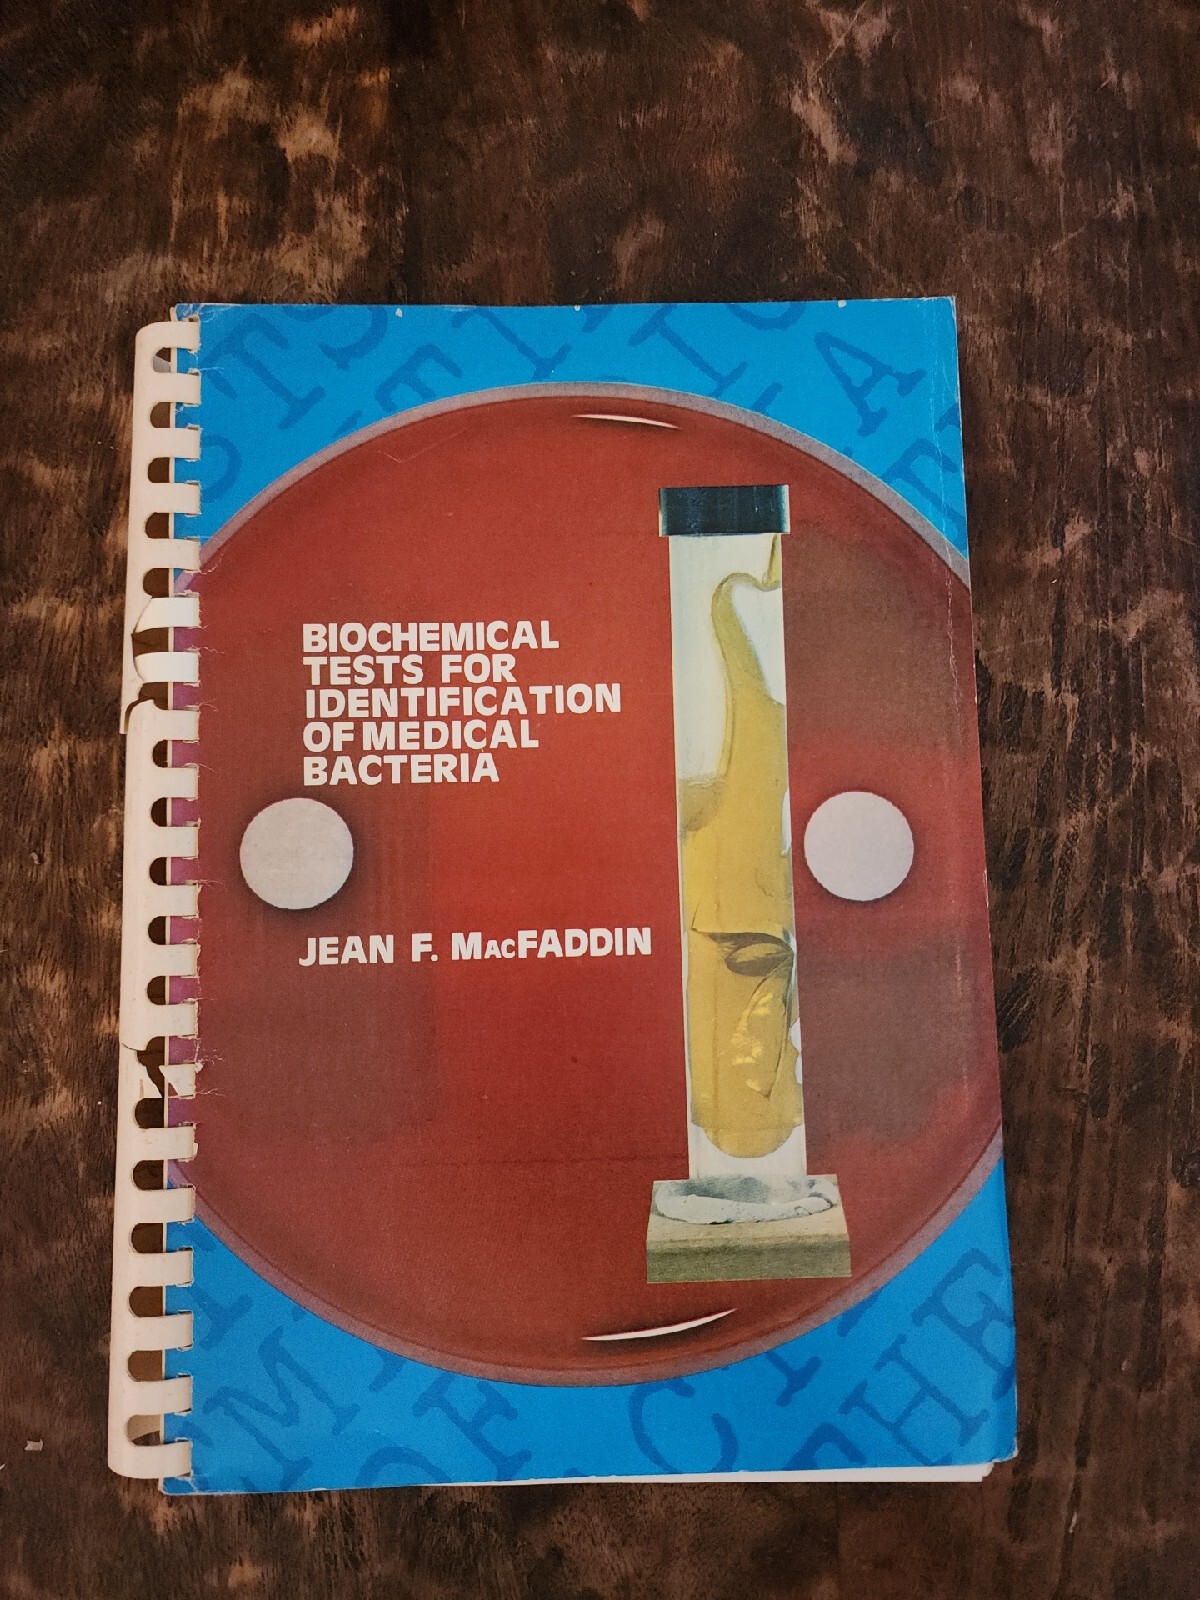 BIOCHEMICAL
TESTS FOR
IDENTIFICATION
OF MEDICAL
BACTERIA
JEAN F. MACFADDIN